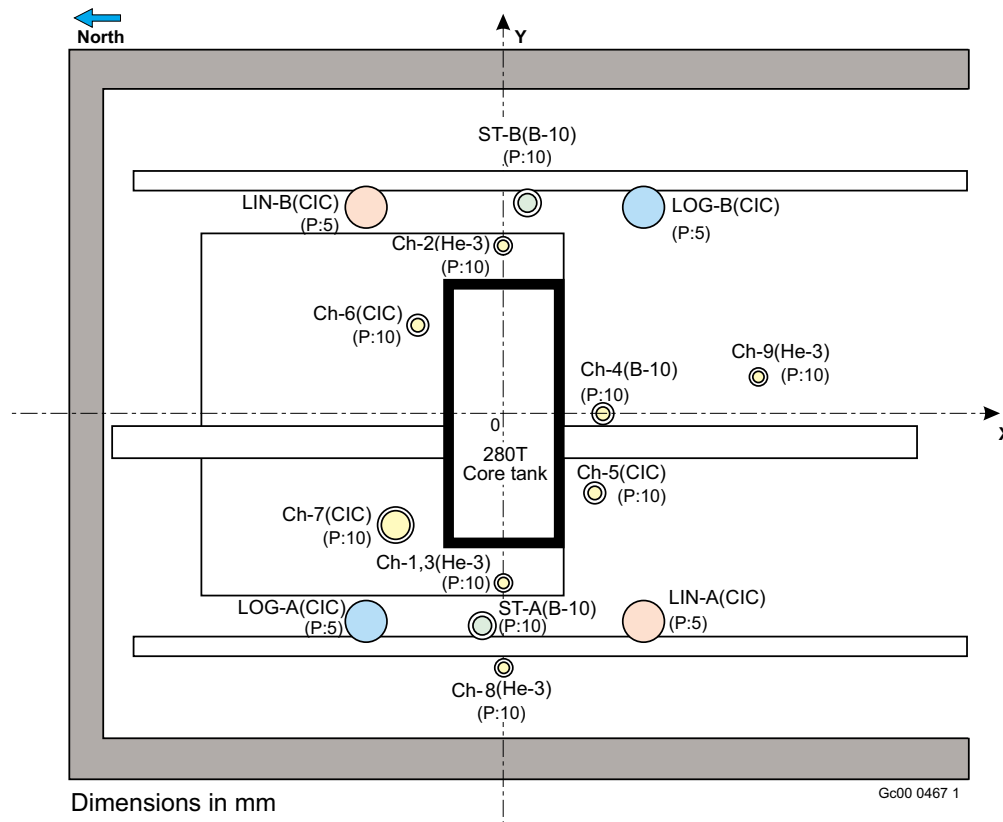 North
Y
ST-B(B-10)
(P:10)
LIN-B(CIC)
(P:5)
LOG-B(CIC)
(P:5)
Ch-2(He-3)
(P:10)
Ch-6(CIC)
(P:10)
Ch-9(He-3)
(P:10)
Ch-4(B-10)
(P:10)
0
X
280T
Core tank
Ch-5(CIC)
(P:10)
Ch-7(CIC)
(P:10)
Ch-1,3(He-3)
(P:10)
LOG-A(CIC)
(P:5)
ST-A(B-10)
(P:10)
LIN-A(CIC)
(P:5)
Ch-8(He-3)
(P:10)
Dimensions in mm
Gc00 0467 1